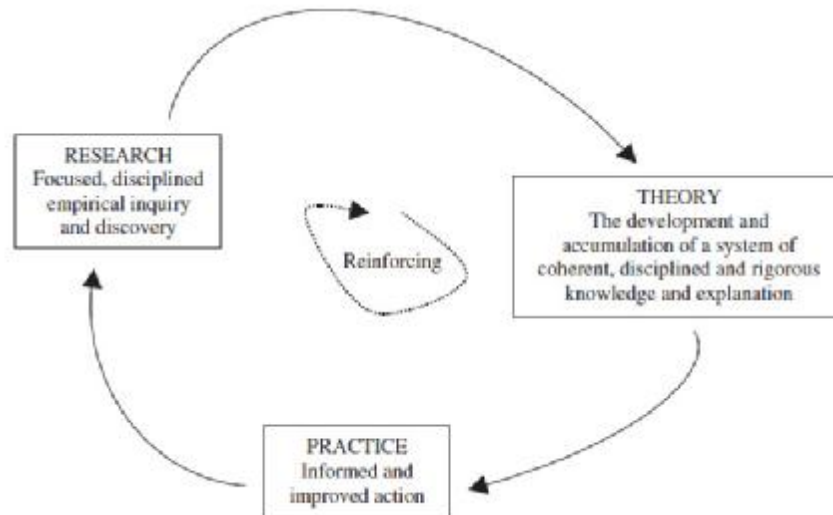 RESEARCH
Focused, disciplined
empirical inquiry
and discovery
THEORY
The development and
accumulation of a system of
coherent, disciplined and rigorous
knowledge and explanation
Reinforcing
PRACTICE
Informed and
improved action